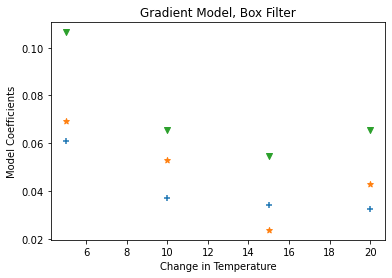 Gradient Model, Box Filter
0.10
0.08
0.06
0.04
0.02
Model Coefficients
6 8 10 12 14 16 18 20
Change in Temperature